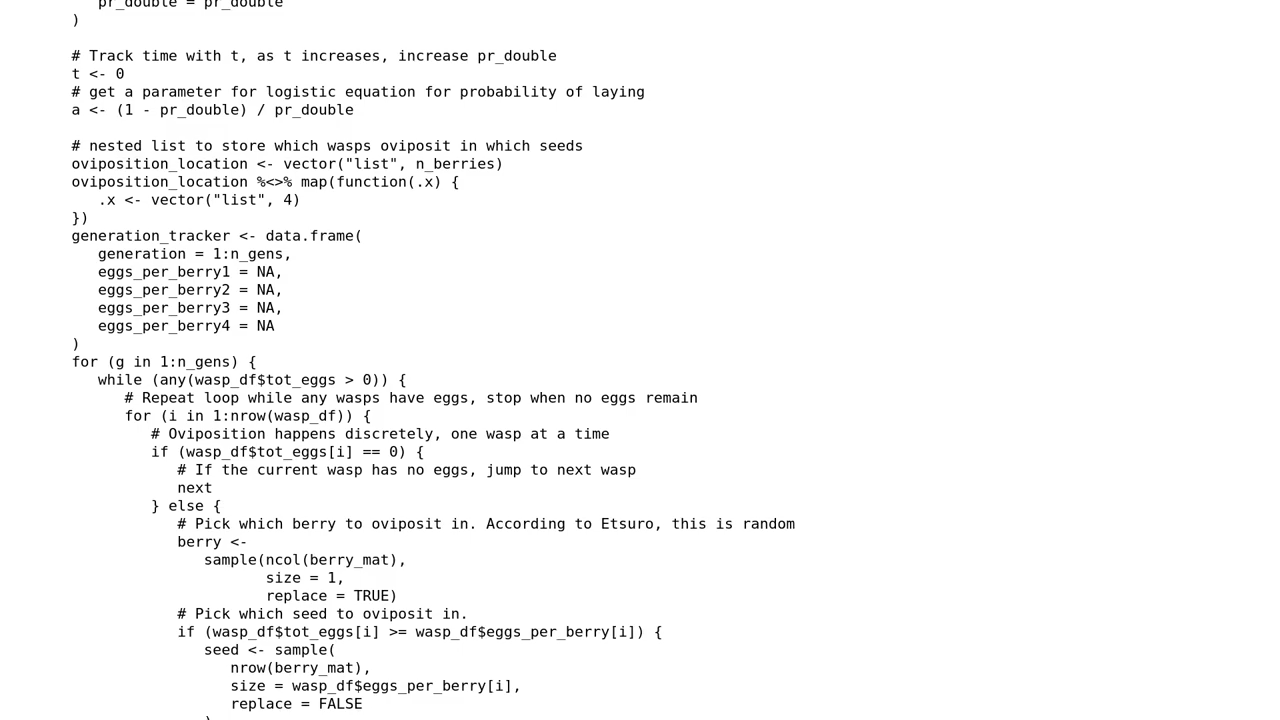 pr_double = pr_double
)
# Track time with t, as t increases, increase pr_double
t <- 0
# get a parameter for logistic equation for probability of laying
a <- (1 - pr_double) / pr_double
# nested list to store which wasps oviposit in which seeds
oviposition_location <- vector("list", n_berries)
oviposition_location %<>% map(function(.x) {
   .x <- vector("list", 4)
})
generation_tracker <- data.frame(
   generation = 1:n_gens,
   eggs_per_berry1 = NA,
   eggs_per_berry2 = NA,
   eggs_per_berry3 = NA,
   eggs_per_berry4 = NA
)
for (g in 1:n_gens) {
   while (any(wasp_df$tot_eggs > 0)) {
      # Repeat loop while any wasps have eggs, stop when no eggs remain
      for (i in 1:nrow(wasp_df)) {
         # Oviposition happens discretely, one wasp at a time
         if (wasp_df$tot_eggs[i] == 0) {
            # If the current wasp has no eggs, jump to next wasp
            next
         } else {
            # Pick which berry to oviposit in. According to Etsuro, this is random
            berry <-
               sample(ncol(berry_mat),
                      size = 1,
                      replace = TRUE)
            # Pick which seed to oviposit in.
            if (wasp_df$tot_eggs[i] >= wasp_df$eggs_per_berry[i]) {
               seed <- sample(
                  nrow(berry_mat),
                  size = wasp_df$eggs_per_berry[i],
                  replace = FALSE
               )